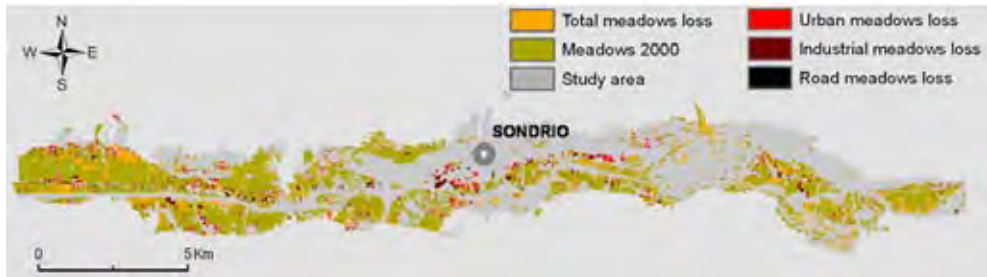 N
W E
S
Total meadows loss
Meadows 2000
Study area
Urban meadows loss
Industrial meadows loss
Road meadows loss
SONDRIO
0 5 Km